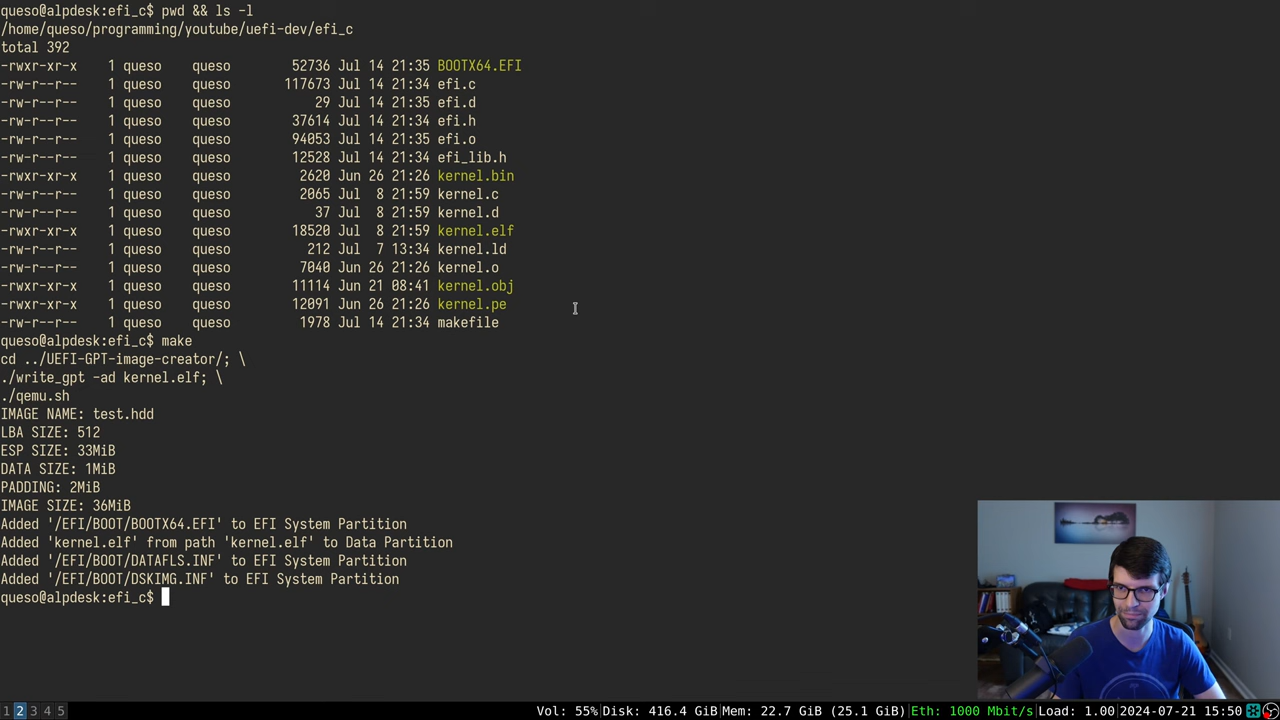 queso@alpdesk:efi_c$ pwd && ls -l
/home/queso/programming/youtube/uefi-dev/efi_c
total 392
-rwxr-xr-x 1 queso queso 52736 Jul 14 21:35 BOOTX64.EFI
-rw-r--r-- 1 queso queso 117673 Jul 14 21:34 efi.c
-rw-r--r-- 1 queso queso 29 Jul 14 21:35 efi.d
-rw-r--r-- 1 queso queso 37614 Jul 14 21:34 efi.h
-rw-r--r-- 1 queso queso 94053 Jul 14 21:35 efi.o
-rw-r--r-- 1 queso queso 12528 Jul 14 21:34 efi_lib.h
-rwxr-xr-x 1 queso queso 2620 Jun 26 21:26 kernel.bin
-rw-r--r-- 1 queso queso 2065 Jul 8 21:59 kernel.c
-rw-r--r-- 1 queso queso 37 Jul 8 21:59 kernel.d
-rwxr-xr-x 1 queso queso 18520 Jul 8 21:59 kernel.elf
-rw-r--r-- 1 queso queso 212 Jul 7 13:34 kernel.ld
-rw-r--r-- 1 queso queso 7040 Jun 26 21:26 kernel.o
-rwxr-xr-x 1 queso queso 11114 Jun 21 08:41 kernel.obj
-rwxr-xr-x 1 queso queso 12091 Jun 26 21:26 kernel.pe
-rw-r--r-- 1 queso queso 1978 Jul 14 21:34 makefile
queso@alpdesk:efi_c$ make
cd ../UEFI-GPT-image-creator/; \
./write_gpt -ad kernel.elf; \
./qemu.sh
IMAGE NAME: test.hdd
LBA SIZE: 512
ESP SIZE: 33MiB
DATA SIZE: 1MiB
PADDING: 2MiB
IMAGE SIZE: 36MiB
Added '/EFI/BOOT/BOOTX64.EFI' to EFI System Partition
Added 'kernel.elf' from path 'kernel.elf' to Data Partition
Added '/EFI/BOOT/DATAFLS.INF' to EFI System Partition
Added '/EFI/BOOT/DSKIMG.INF' to EFI System Partition
queso@alpdesk:efi_c$
1 2 3 4 5 Vol: 55%|Disk: 416.4 GiB|Mem: 22.7 GiB (25.1 GiB)|Eth: 1000 Mbit/s|Load: 1.00|2024-07-21 15:50